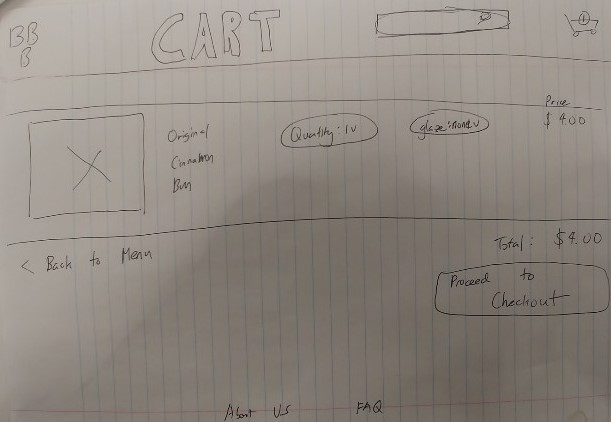 BB
B
CART
Price
Original
Cinnamon
Bun
Quantity: 1 v
glaze: none v
$ 4.00
Total: $4.00
< Back to Menu
Proceed to
Checkout
About Us
FAQ